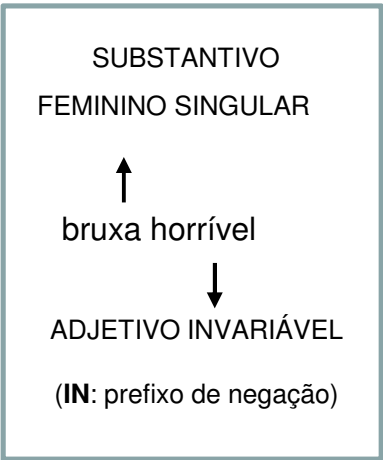 SUBSTANTIVO
FEMININO SINGULAR
bruxa horrível
ADJETIVO INVARIÁVEL
(IN: prefixo de negação)